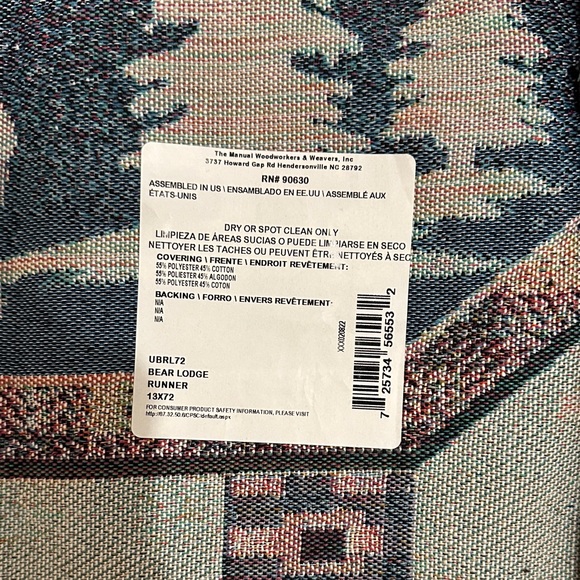 The Manual Woodworkers & Weavers, Inc
3737 Howard Gap Rd Hendersonville NC 28792
RN# 90630
ASSEMBLED IN US \ ENSAMBLADO EN EE.UU \ ASSEMBLÉ AUX
ÉTATS-UNIS
DRY OR SPOT CLEAN ONLY
LIMPIEZA DE ÁREAS SUCIAS O PUEDE LIMPIARSE EN SECO
NETTOYER LES TACHES OU PEUVENT ÊTRE NETTOYÉS À SEC
COVERING \ FRENTE \ ENDROIT REVÊTEMENT:
55% POLYESTER 45% COTTON
55% POLIESTER 45% ALGODON
55% POLYESTER 45% COTON
BACKING \ FORRO \ ENVERS REVÊTEMENT:
N/A
N/A
N/A
XXX020822
7 25734 56553 2
UBRL72
BEAR LODGE
RUNNER
13X72
FOR CONSUMER PRODUCT SAFETY INFORMATION, PLEASE VISIT